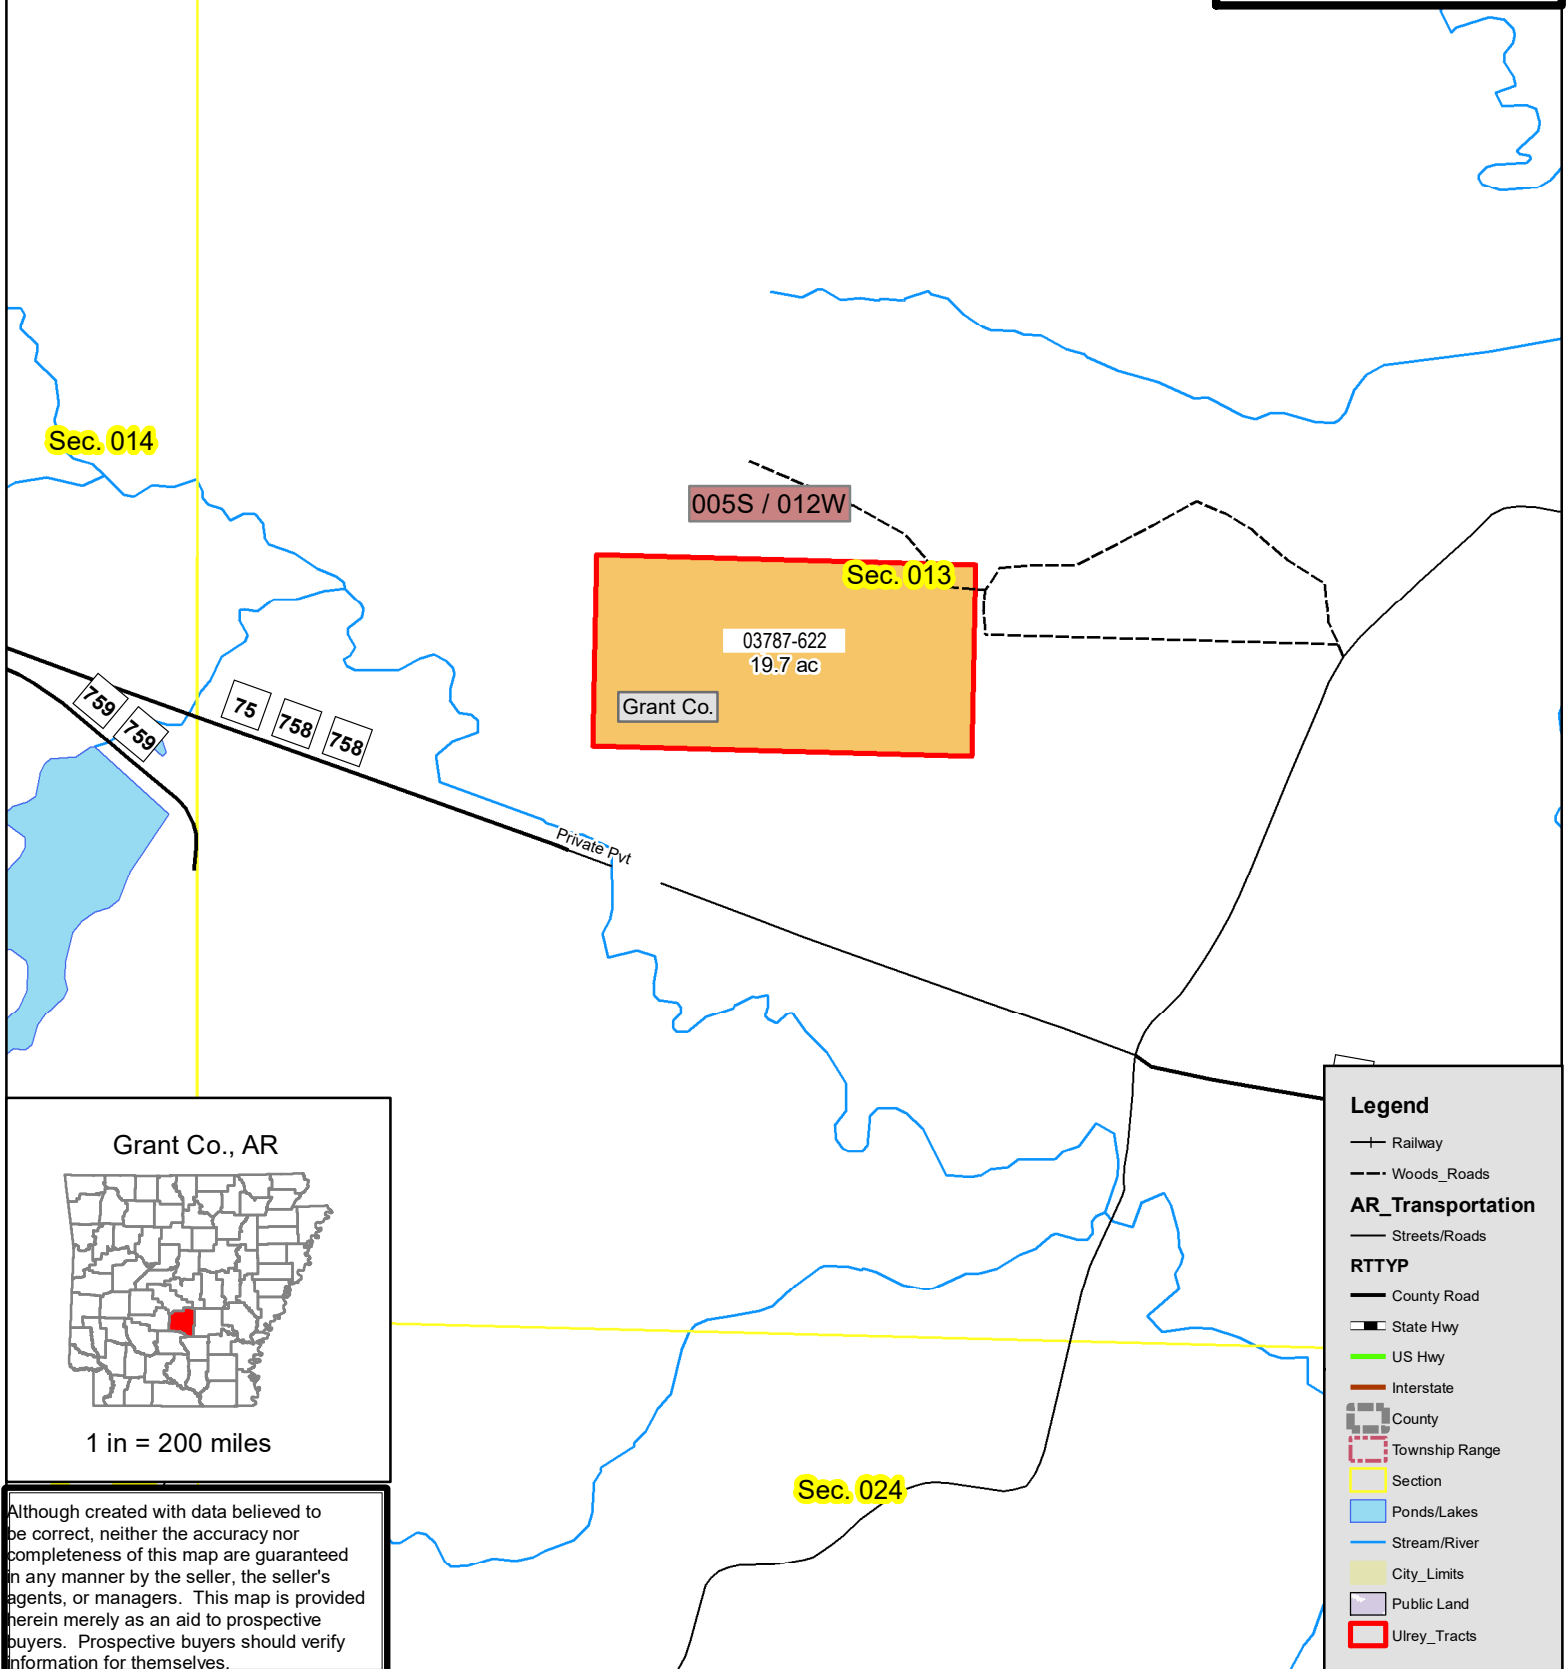 Sec. 014
005S / 012W
Sec. 013
03787-622
19.7 ac
Grant Co.
759
759
75
758
758
Private Pvt
Grant Co., AR
1 in = 200 miles
Sec. 024
Although created with data believed to
be correct, neither the accuracy nor
completeness of this map are guaranteed
in any manner by the seller, the seller's
agents, or managers. This map is provided
herein merely as an aid to prospective
buyers. Prospective buyers should verify
information for themselves.
Legend
Railway
Woods_Roads
AR_Transportation
Streets/Roads
RTTYP
County Road
State Hwy
US Hwy
Interstate
County
Township Range
Section
Ponds/Lakes
Stream/River
City_Limits
Public Land
Ulrey_Tracts